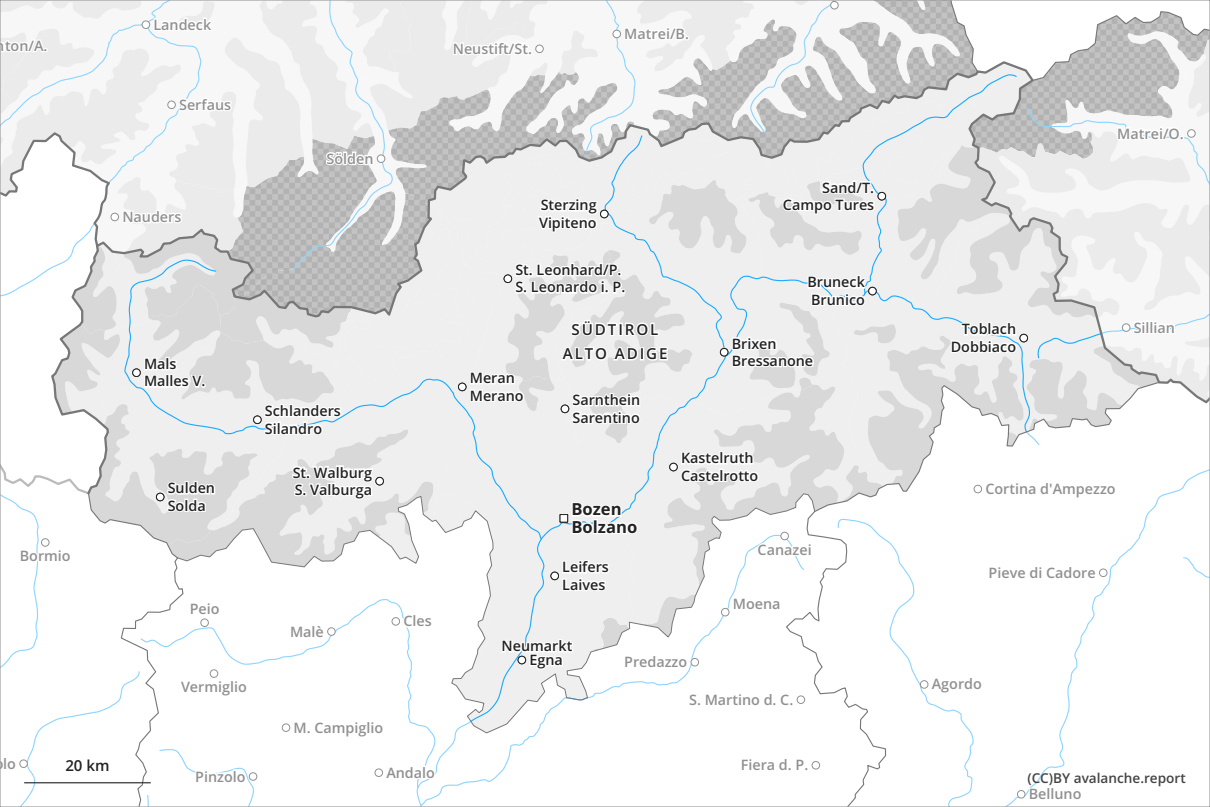 Landeck
Matrei/B.
nton/A.
Neustift/St.
Serfaus
Matrei/O.
Sölden
Sand/T.
Campo Tures
Nauders
Sterzing
Vipiteno
St. Leonhard/P.
S. Leonardo i. P.
Bruneck
Brunico
SÜDTIROL
ALTO ADIGE
Toblach
Dobbiaco
Sillian
Brixen
Bressanone
Mals
Malles V.
Meran
Merano
Schlanders
Silandro
Sarnthein
Sarentino
St. Walburg
S. Valburga
Kastelruth
Castelrotto
Sulden
Solda
Cortina d'Ampezzo
Bozen
Bolzano
Bormio
Canazei
Leifers
Laives
Pieve di Cadore
Peio
Moena
Malè
Cles
Neumarkt
Egna
Predazzo
Vermiglio
Agordo
S. Martino d. C.
M. Campiglio
olo
20 km
Pinzolo
Andalo
Fiera d. P.
(CC)BY avalanche.report
Belluno